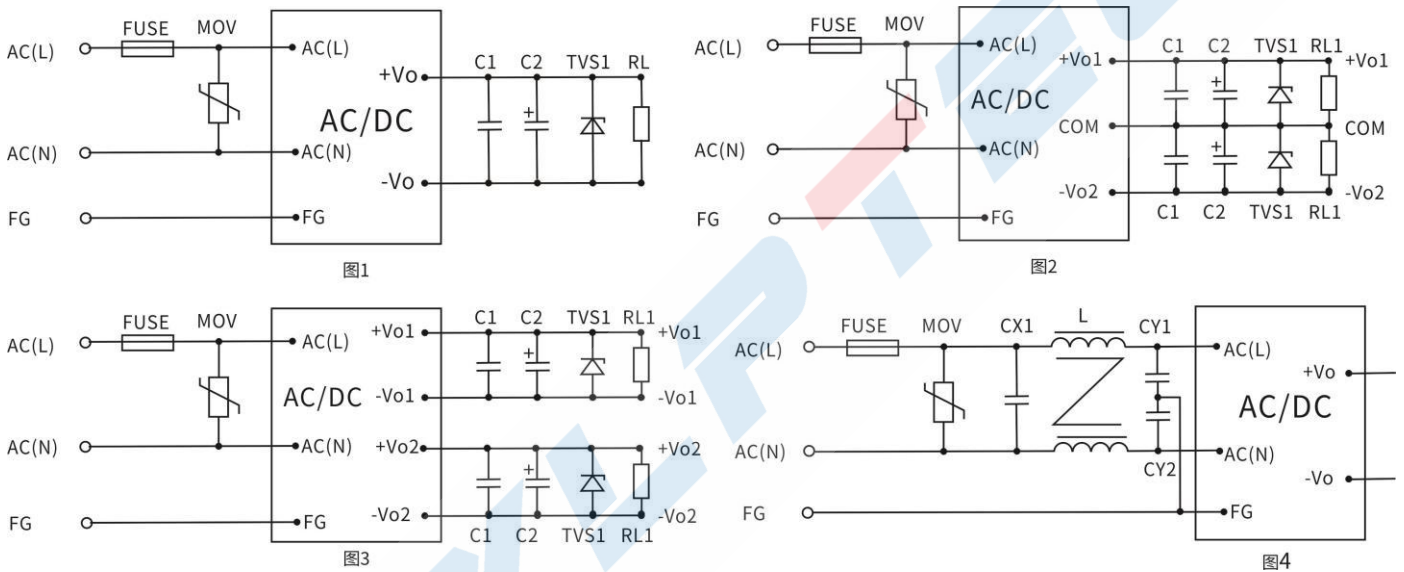 FUSE MOV
AC(L) AC(L)
+Vo C1 C2 TVS1 RL
+
AC/DC
AC(N) AC(N)
-Vo
FG FG
图1
FUSE MOV
AC(L) AC(L)
+Vo1 C1 C2 TVS1 RL1 +Vo1
+
AC/DC
COM COM
AC(N) AC(N)
+
-Vo2 -Vo2
C1 C2 TVS1 RL1
FG FG
图2
FUSE MOV
AC(L) AC(L)
+Vo1 C1 C2 TVS1 RL1 +Vo1
+
AC/DC
-Vo1 -Vo1
AC(N) AC(N)
+Vo2 +Vo2
+
-Vo2 -Vo2
C1 C2 TVS1 RL1
FG FG
图3
FUSE MOV CX1 L CY1
AC(L) AC(L)
+Vo
AC/DC
AC(N) AC(N)
CY2
-Vo
FG FG
图4